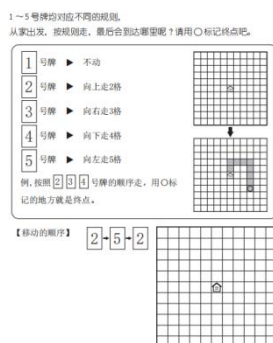 1～5号牌均对应不同的规则,
从家出发,按规则走,最后会到达哪里呢?请用○标记终点吧。
1 号牌 ▶ 不动
2 号牌 ▶ 向上走2格
3 号牌 ▶ 向右走3格
4 号牌 ▶ 向下走4格
5 号牌 ▶ 向左走5格
例,按照 2 3 4 号牌的顺序走,用○标
记的地方就是终点。
【移动的顺序】 2 - 5 - 2